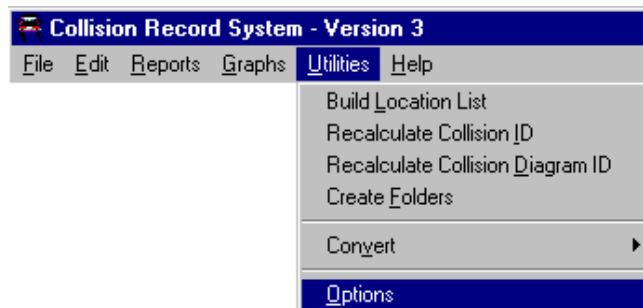 Collision Record System - Version 3
File Edit Reports Graphs Utilities Help
Build Location List
Recalculate Collision ID
Recalculate Collision Diagram ID
Create Folders
Convert
Options